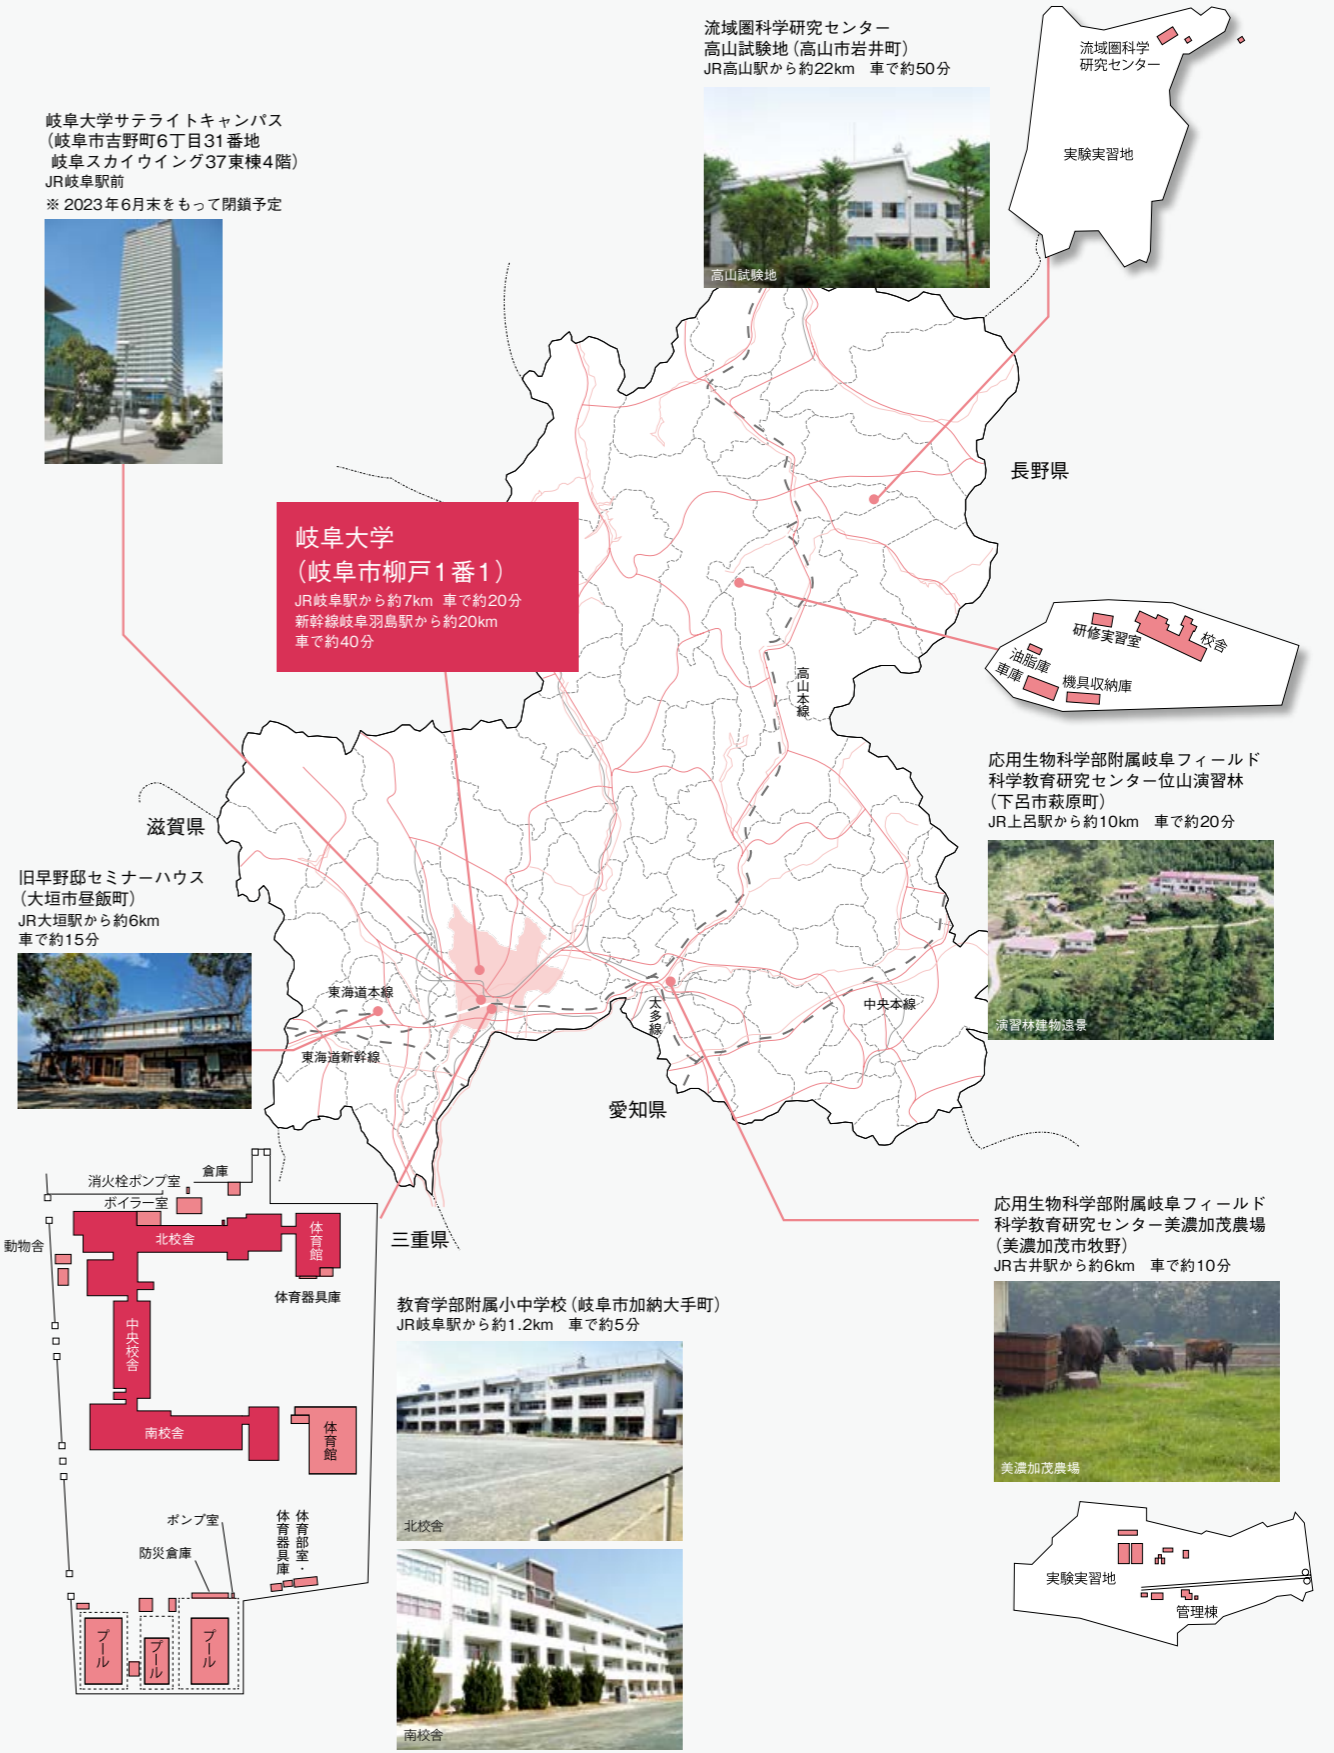 流域圏科学研究センター
高山試験地(高山市岩井町)
JR高山駅から約22km 車で約50分
高山試験地
流域圏科学
研究センター
実験実習地
岐阜大学サテライトキャンパス
(岐阜市吉野町6丁目31番地
岐阜スカイウイング37東棟4階)
JR岐阜駅前
※ 2023年6月末をもって閉鎖予定
長野県
岐阜大学
(岐阜市柳戸1番1)
JR岐阜駅から約7km 車で約20分
新幹線岐阜羽島駅から約20km
車で約40分
研修実習室
校舎
油脂庫
車庫
機具収納庫
高山本線
応用生物科学部附属岐阜フィールド
科学教育研究センター位山演習林
(下呂市萩原町)
JR上呂駅から約10km 車で約20分
演習林建物遠景
滋賀県
旧早野邸セミナーハウス
(大垣市昼飯町)
JR大垣駅から約6km
車で約15分
東海道本線
東海道新幹線
太多線
中央本線
愛知県
三重県
消火栓ポンプ室
倉庫
ボイラー室
動物舎
北校舎
体育館
体育器具庫
中央校舎
南校舎
体育館
ポンプ室
防災倉庫
体育部室・
体育器具庫
プール
プール
プール
教育学部附属小中学校(岐阜市加納大手町)
JR岐阜駅から約1.2km 車で約5分
北校舎
南校舎
応用生物科学部附属岐阜フィールド
科学教育研究センター美濃加茂農場
(美濃加茂市牧野)
JR古井駅から約6km 車で約10分
美濃加茂農場
実験実習地
管理棟